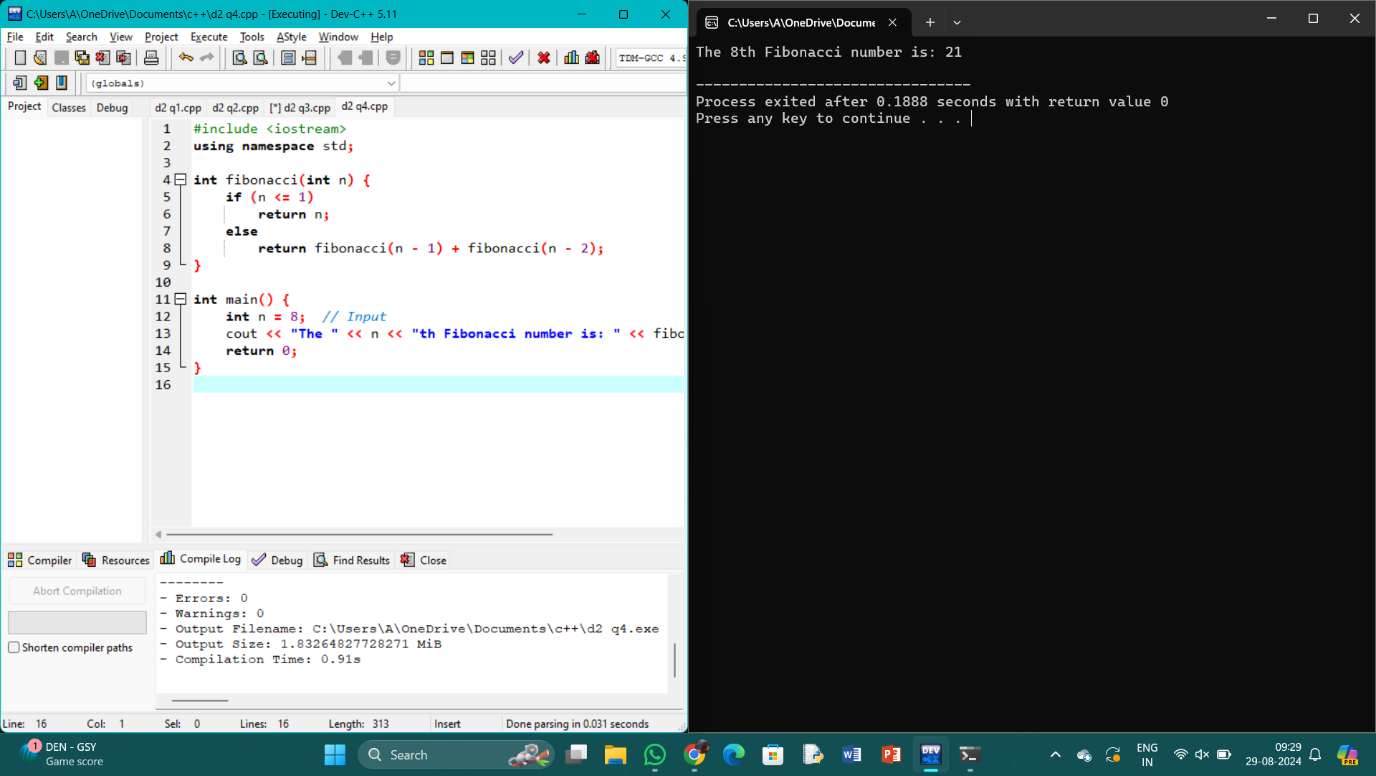 C:\Users\A\OneDrive\Documents\c++\d2 q4.cpp - [Executing] - Dev-C++ 5.11
File Edit Search View Project Execute Tools AStyle Window Help
TDM-GCC 4.9
(globals)
Project Classes Debug
d2 q1.cpp d2 q2.cpp [*] d2 q3.cpp d2 q4.cpp
1 #include <iostream>
2 using namespace std;
3
4 int fibonacci(int n) {
5 if (n <= 1)
6 return n;
7 else
8 return fibonacci(n - 1) + fibonacci(n - 2);
9 }
10
11 int main() {
12 int n = 8; // Input
13 cout << "The " << n << "th Fibonacci number is: " << fibo
14 return 0;
15 }
16
Compiler Resources Compile Log Debug Find Results Close
Abort Compilation
Shorten compiler paths
--------
- Errors: 0
- Warnings: 0
- Output Filename: C:\Users\A\OneDrive\Documents\c++\d2 q4.exe
- Output Size: 1.83264827728271 MiB
- Compilation Time: 0.91s
Line: 16 Col: 1 Sel: 0 Lines: 16 Length: 313 Insert Done parsing in 0.031 seconds
C:\Users\A\OneDrive\Docume
The 8th Fibonacci number is: 21
--------------------------------
Process exited after 0.1888 seconds with return value 0
Press any key to continue . . .
1
DEN - GSY
Game score
Search
DEV
ENG
IN
09:29
29-08-2024
PRE